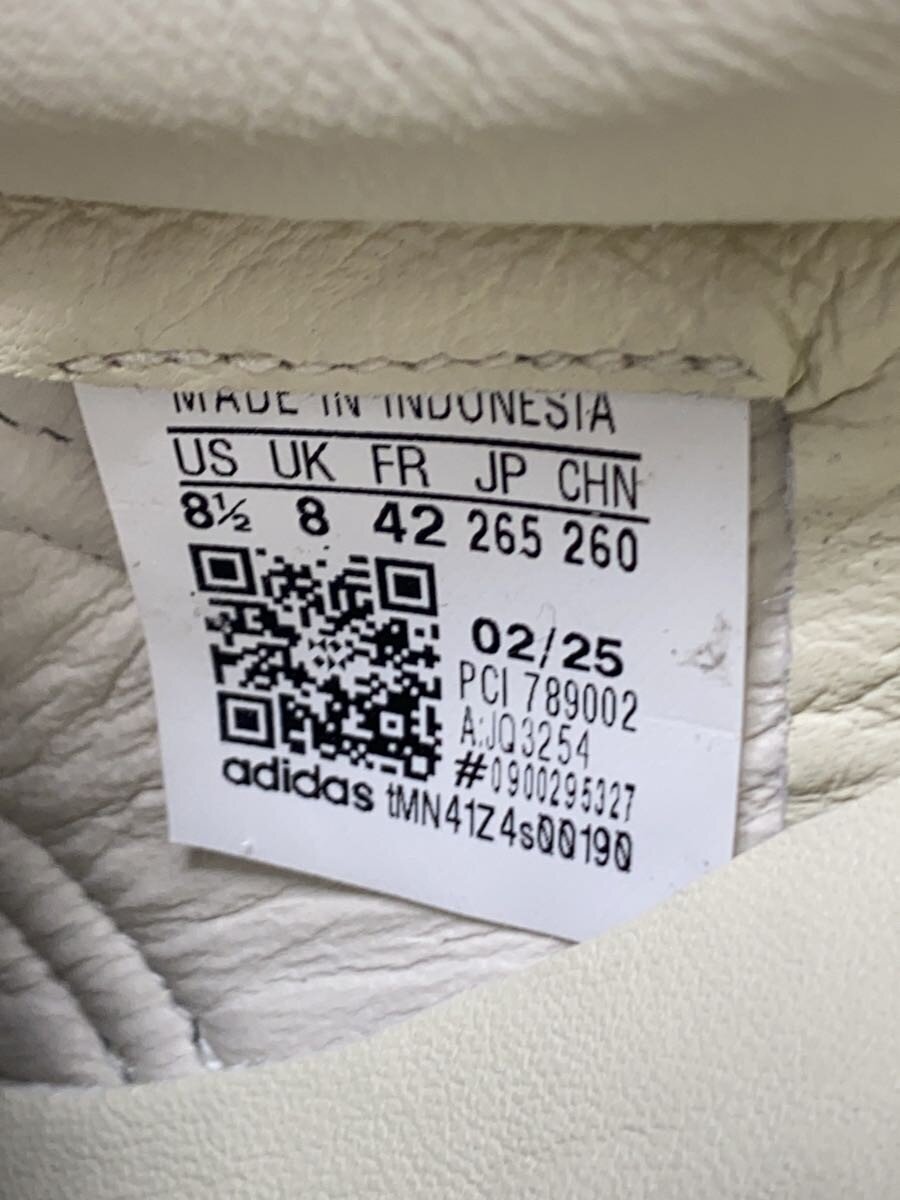 MADE IN INDONESIA
US UK FR JP CHN
8½ 8 42 265 260
02/25
PCI 789002
A:JQ3254
#0900295327
adidas tMN41Z4s00190